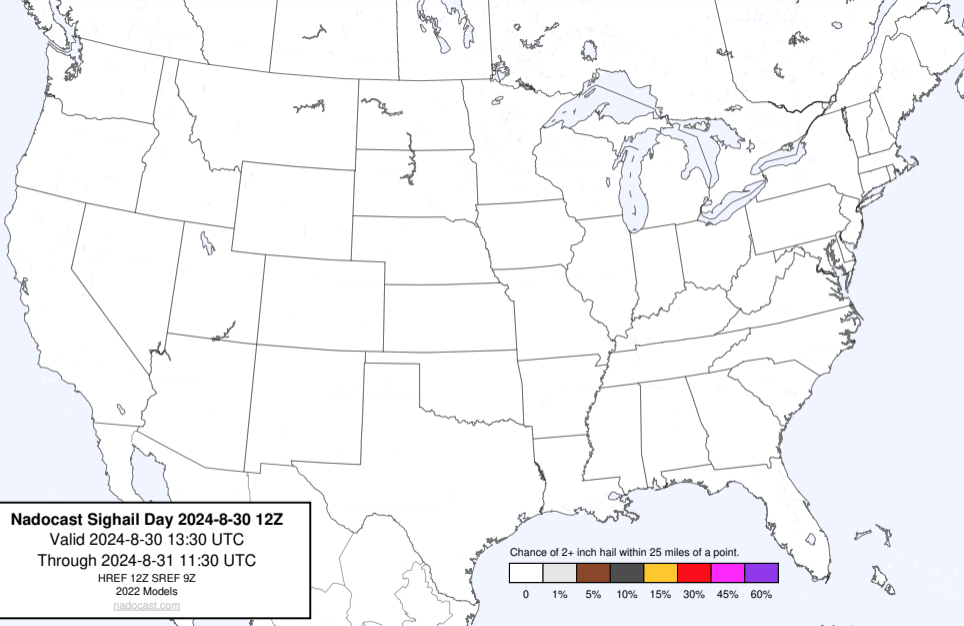 Nadocast Sighail Day 2024-8-30 12Z
Valid 2024-8-30 13:30 UTC
Through 2024-8-31 11:30 UTC
HREF 12Z SREF 9Z
2022 Models
nadocast.com
Chance of 2+ inch hail within 25 miles of a point.
0 1% 5% 10% 15% 30% 45% 60%